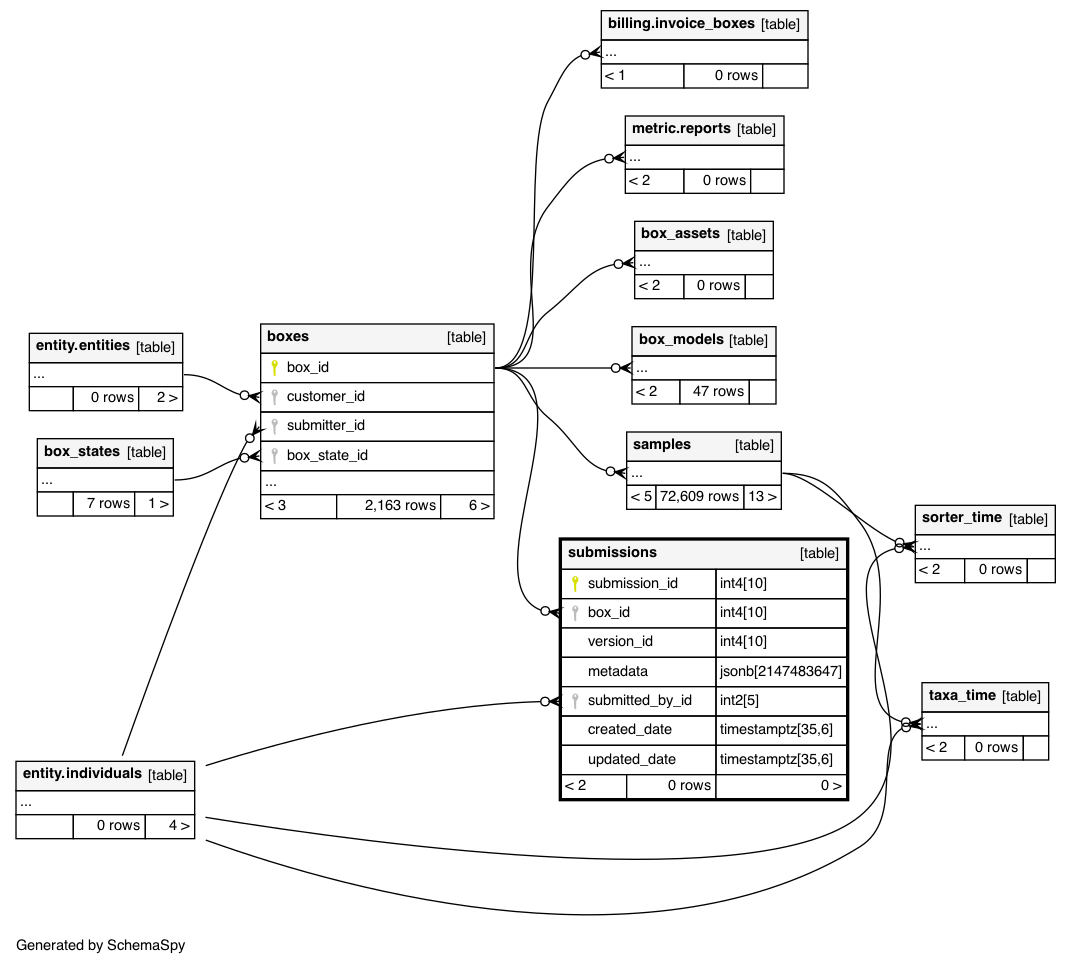 billing.invoice_boxes [table]
...
< 1 0 rows
metric.reports [table]
...
< 2 0 rows
box_assets [table]
...
< 2 0 rows
box_models [table]
...
< 2 47 rows
samples [table]
...
< 5 72,609 rows 13 >
entity.entities [table]
...
0 rows 2 >
box_states [table]
...
7 rows 1 >
boxes [table]
box_id
customer_id
submitter_id
box_state_id
...
< 3 2,163 rows 6 >
submissions [table]
submission_id int4[10]
box_id int4[10]
version_id int4[10]
metadata jsonb[2147483647]
submitted_by_id int2[5]
created_date timestamptz[35,6]
updated_date timestamptz[35,6]
< 2 0 rows 0 >
sorter_time [table]
...
< 2 0 rows
taxa_time [table]
...
< 2 0 rows
entity.individuals [table]
...
0 rows 4 >
Generated by SchemaSpy